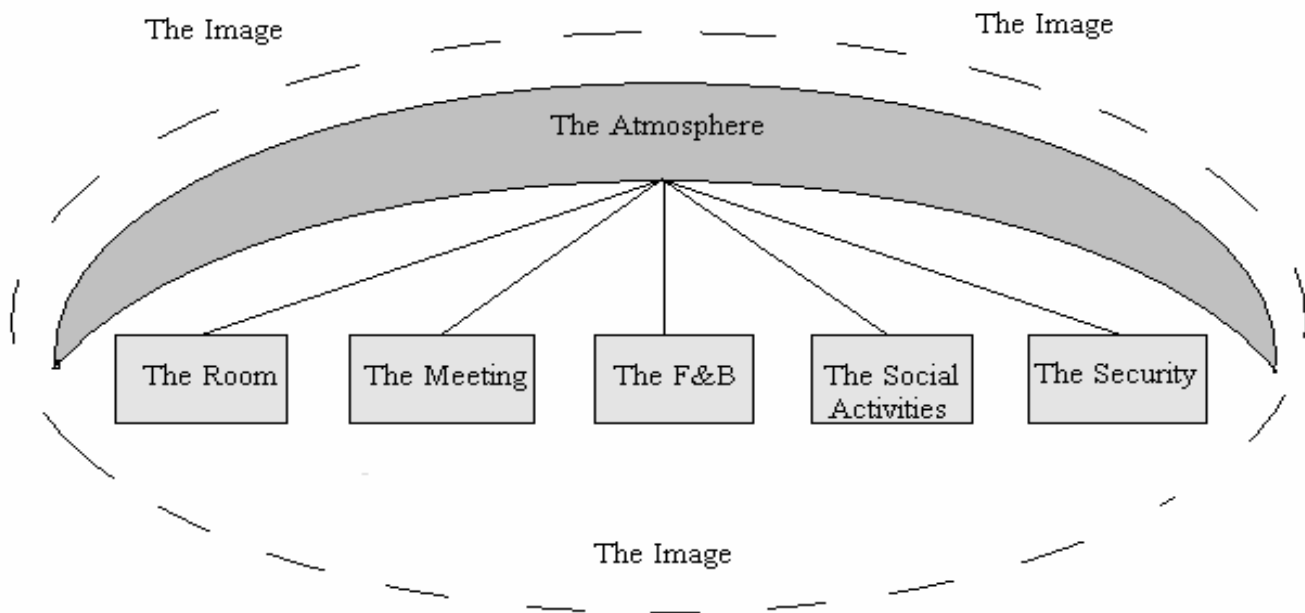 The Image
The Image
The Atmosphere
The Room
The Meeting
The F&B
The Social
Activities
The Security
The Image